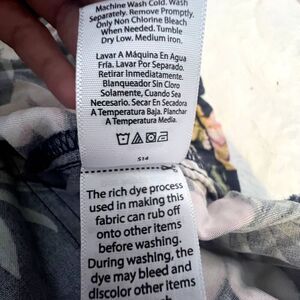 Machine Wash Cold. Wash
Separately. Remove Promptly.
Only Non Chlorine Bleach
When Needed. Tumble
Dry Low. Medium Iron.
Lavar A Máquina En Agua
Fría. Lavar Por Separado.
Retirar Inmediatamente.
Blanqueador Sin Cloro
Solamente, Cuando Sea
Necesario. Secar En Secadora
A Temperatura Baja. Planchar
A Temperatura Media.
S14
The rich dye process
used in making this
fabric can rub off
onto other items
before washing.
During washing, the
dye may bleed and
discolor other items